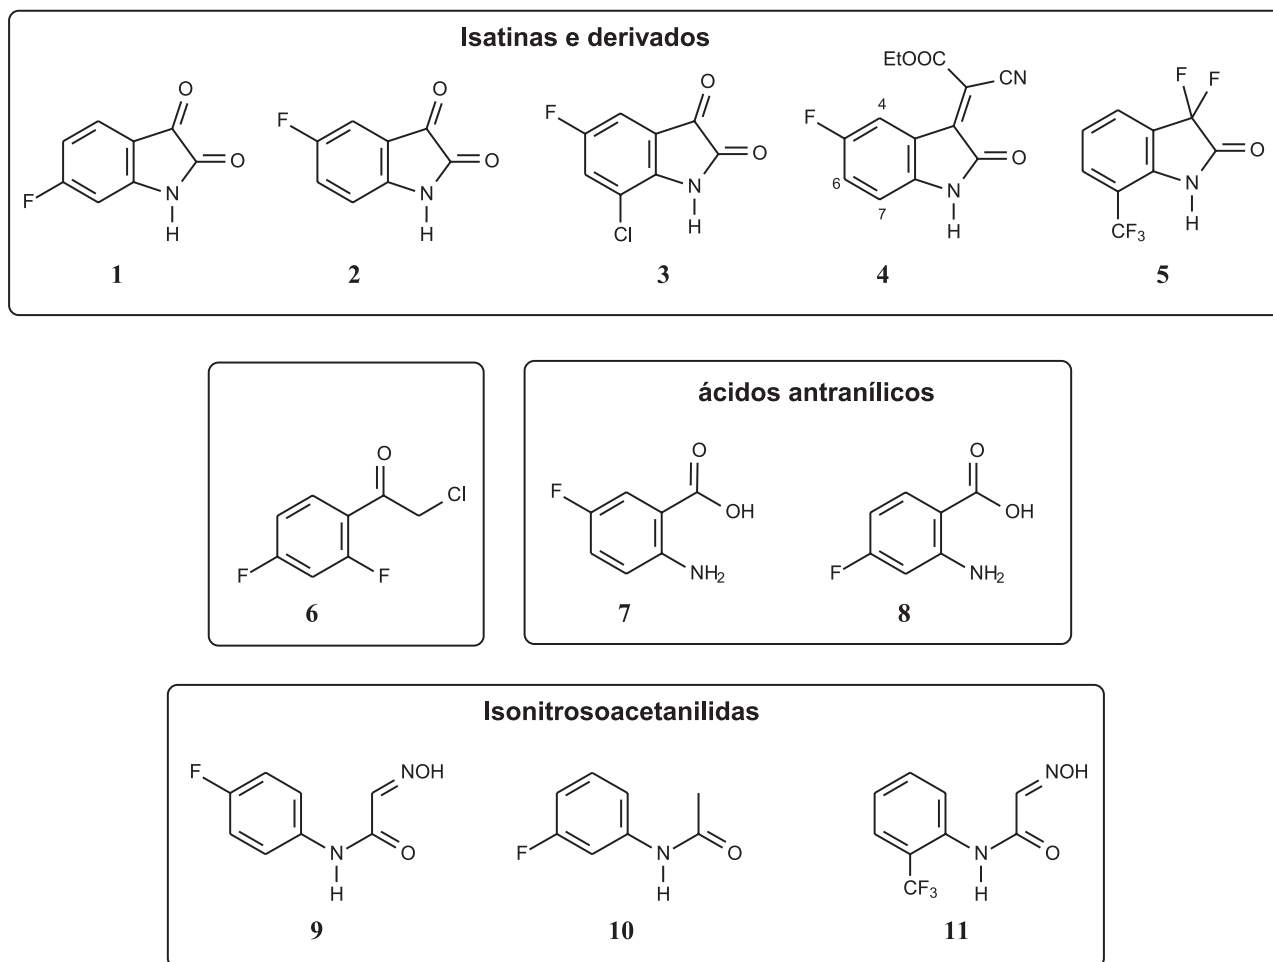 Isatinas e derivados
F O O N H
1
F O O N H
2
F O O N H Cl
3
EtOOC CN F 4 6 7 O N H
4
F F O N H CF3
5
O Cl F F
6
ácidos antranílicos
F O OH NH2
7
O OH F NH2
8
Isonitrosoacetanilidas
F NOH N O H
9
F N O H
10
NOH N O CF3 H
11